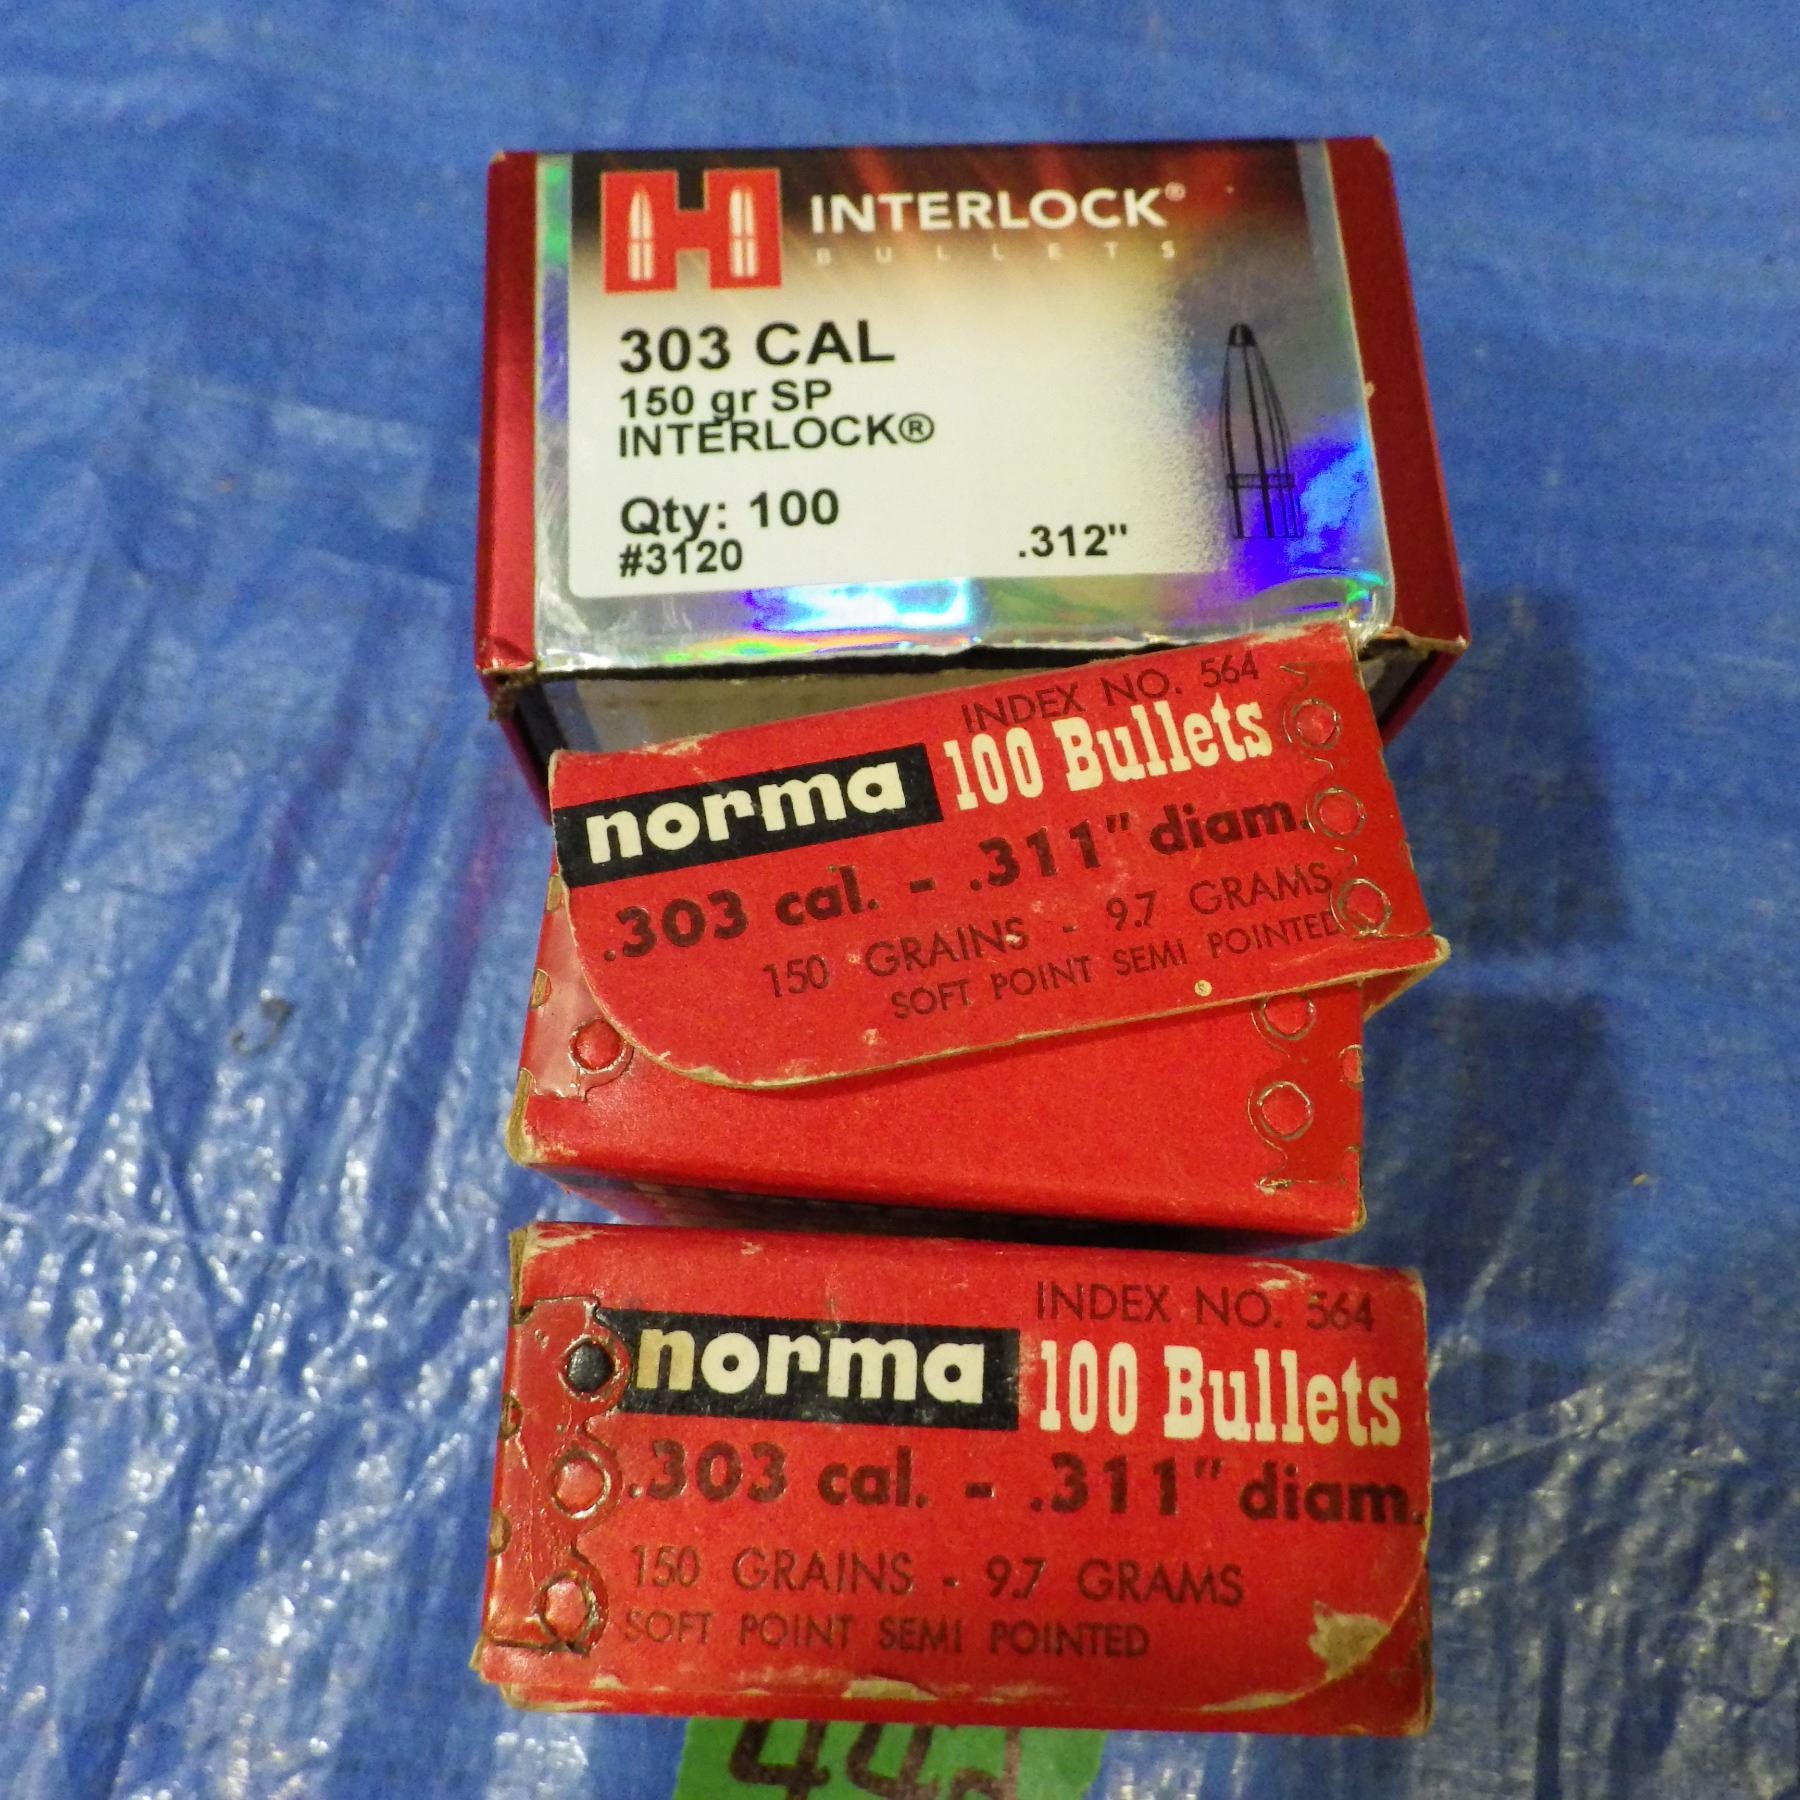 INTERLOCK®
BULLETS
303 CAL
150 gr SP
INTERLOCK®
Qty: 100
#3120 .312"
INDEX NO. 564
norma 100 Bullets
.303 cal. - .311" diam.
150 GRAINS - 9.7 GRAMS
SOFT POINT SEMI POINTED
INDEX NO. 564
norma 100 Bullets
.303 cal. - .311" diam.
150 GRAINS - 9.7 GRAMS
SOFT POINT SEMI POINTED